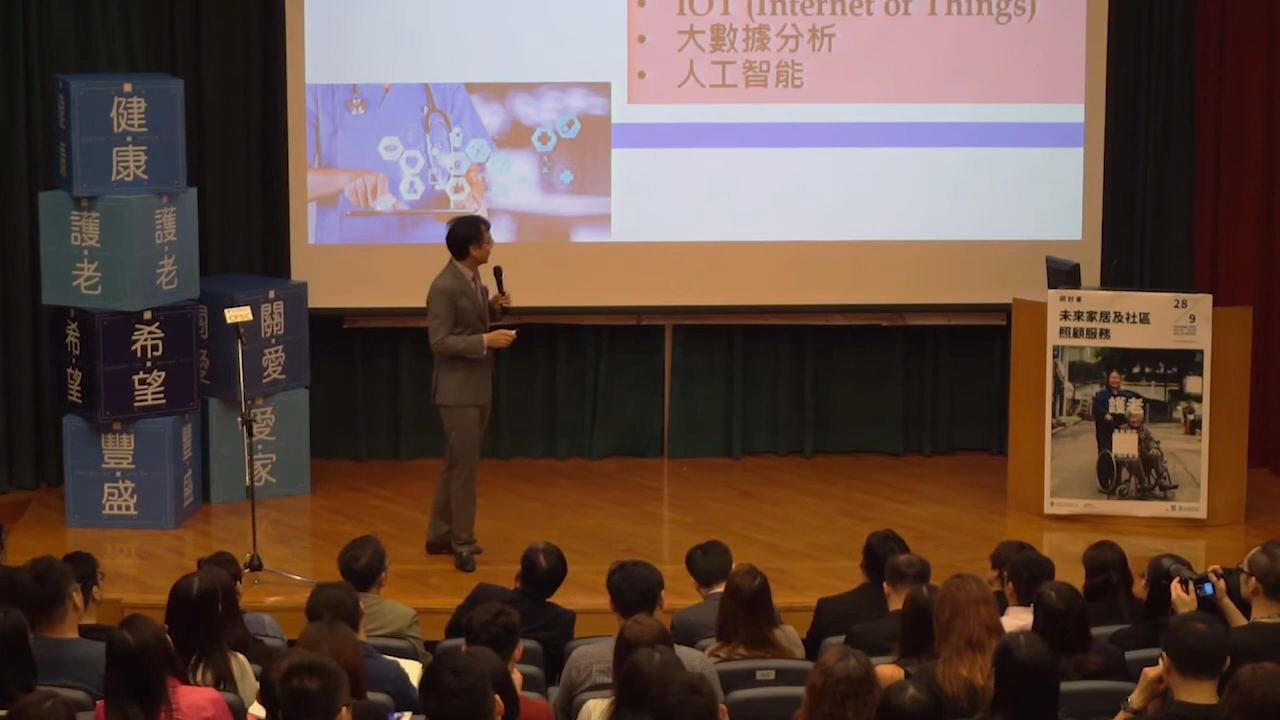 • IOT (Internet of Things)
• 大數據分析
• 人工智能
健康
護老
護老
希望
希望
關愛
豐盛
愛家
研討會
28
9
未來家居及社區
照顧服務
護老